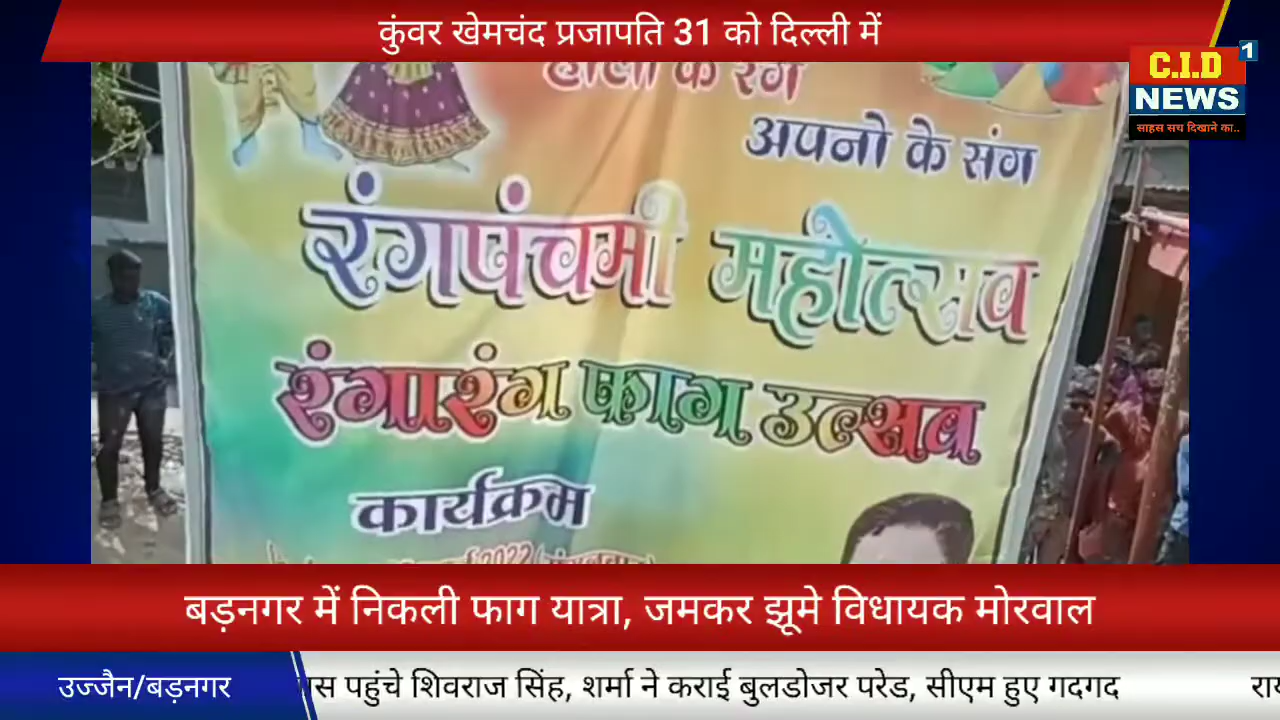 कुंवर खेमचंद प्रजापति 31 को दिल्ली में
1
C.I.D
NEWS
साहस सच दिखाने का..
होली के रंग
अपनो के संग
रंगपंचमी महोत्सव
रंगारंग फाग उत्सव
कार्यक्रम
2022
बड़नगर में निकली फाग यात्रा, जमकर झूमे विधायक मोरवाल
उज्जैन/बड़नगर
पहुंचे शिवराज सिंह, शर्मा ने कराई बुलडोजर परेड, सीएम हुए गदगद